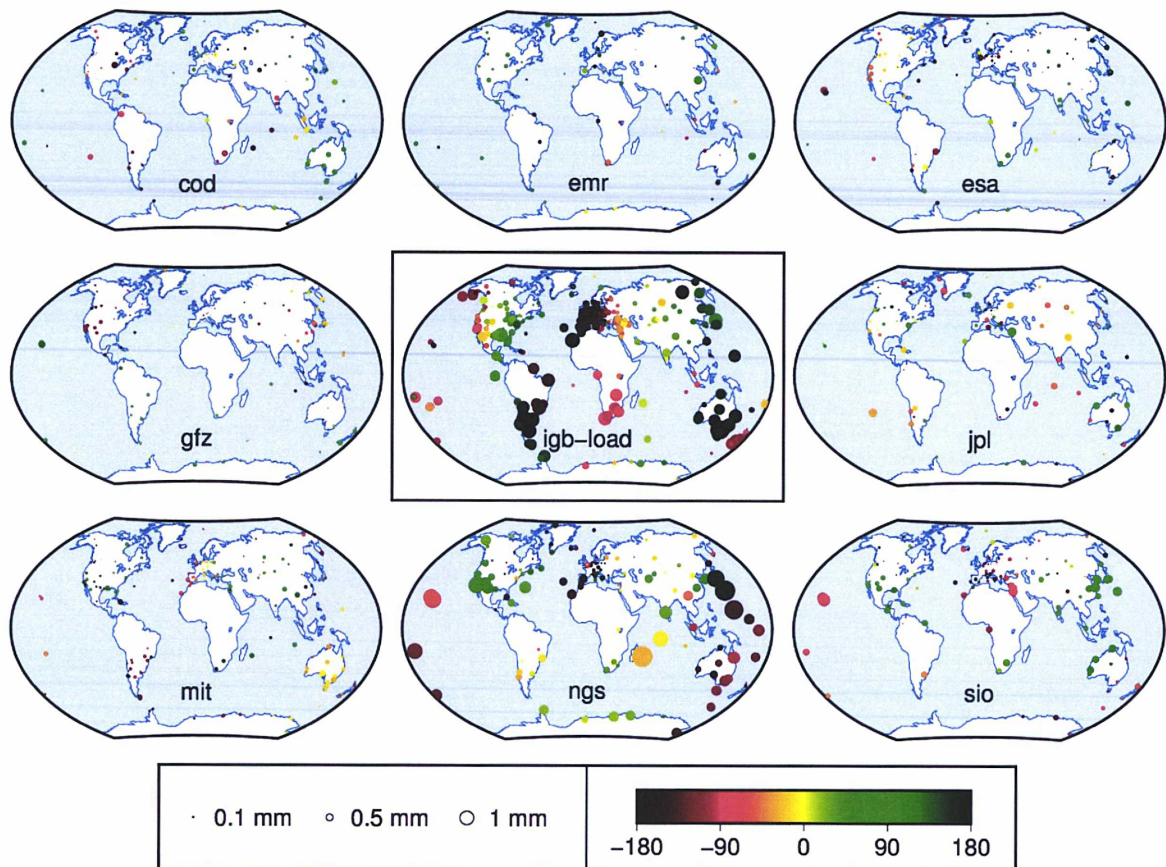 cod
emr
esa
gfz
igb-load
jpl
mit
ngs
sio
0.1 mm
0.5 mm
1 mm
-180 -90 0 90 180